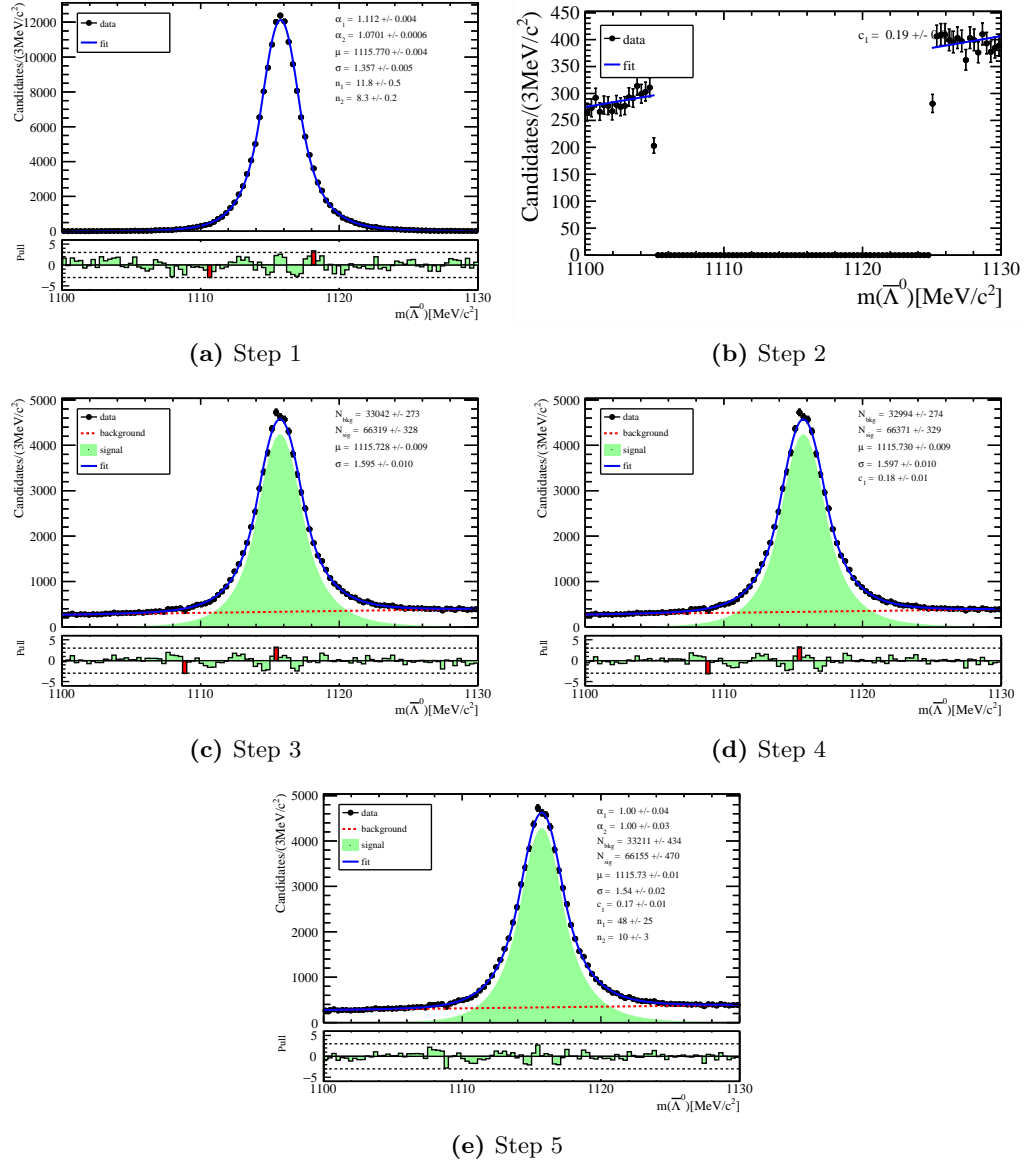 Candidates/(3MeV/c²)
12000
10000
8000
6000
4000
2000
0
data
fit
α₁ = 1.112 +/- 0.004
α₂ = 1.0701 +/- 0.0006
μ = 1115.770 +/- 0.004
σ = 1.357 +/- 0.005
n₁ = 11.8 +/- 0.5
n₂ = 8.3 +/- 0.2
Pull
5
0
−5
1100 1110 1120 1130
m(Λ̅⁰)[MeV/c²]
(a) Step 1
Candidates/(3MeV/c²)
450
400
350
300
250
200
150
100
50
0
data
fit
c₁ = 0.19 +/-
1100 1110 1120 1130
m(Λ̅⁰)[MeV/c²]
(b) Step 2
Candidates/(3MeV/c²)
5000
4000
3000
2000
1000
0
data
background
signal
fit
N_bkg = 33042 +/- 273
N_sig = 66319 +/- 328
μ = 1115.728 +/- 0.009
σ = 1.595 +/- 0.010
Pull
5
0
−5
1100 1110 1120 1130
m(Λ̅⁰)[MeV/c²]
(c) Step 3
Candidates/(3MeV/c²)
5000
4000
3000
2000
1000
0
data
background
signal
fit
N_bkg = 32994 +/- 274
N_sig = 66371 +/- 329
μ = 1115.730 +/- 0.009
σ = 1.597 +/- 0.010
c₁ = 0.18 +/- 0.01
Pull
5
0
−5
1100 1110 1120 1130
m(Λ̅⁰)[MeV/c²]
(d) Step 4
Candidates/(3MeV/c²)
5000
4000
3000
2000
1000
0
data
background
signal
fit
α₁ = 1.00 +/- 0.04
α₂ = 1.00 +/- 0.03
N_bkg = 33211 +/- 434
N_sig = 66155 +/- 470
μ = 1115.73 +/- 0.01
σ = 1.54 +/- 0.02
c₁ = 0.17 +/- 0.01
n₁ = 48 +/- 25
n₂ = 10 +/- 3
Pull
5
0
−5
1100 1110 1120 1130
m(Λ̅⁰)[MeV/c²]
(e) Step 5